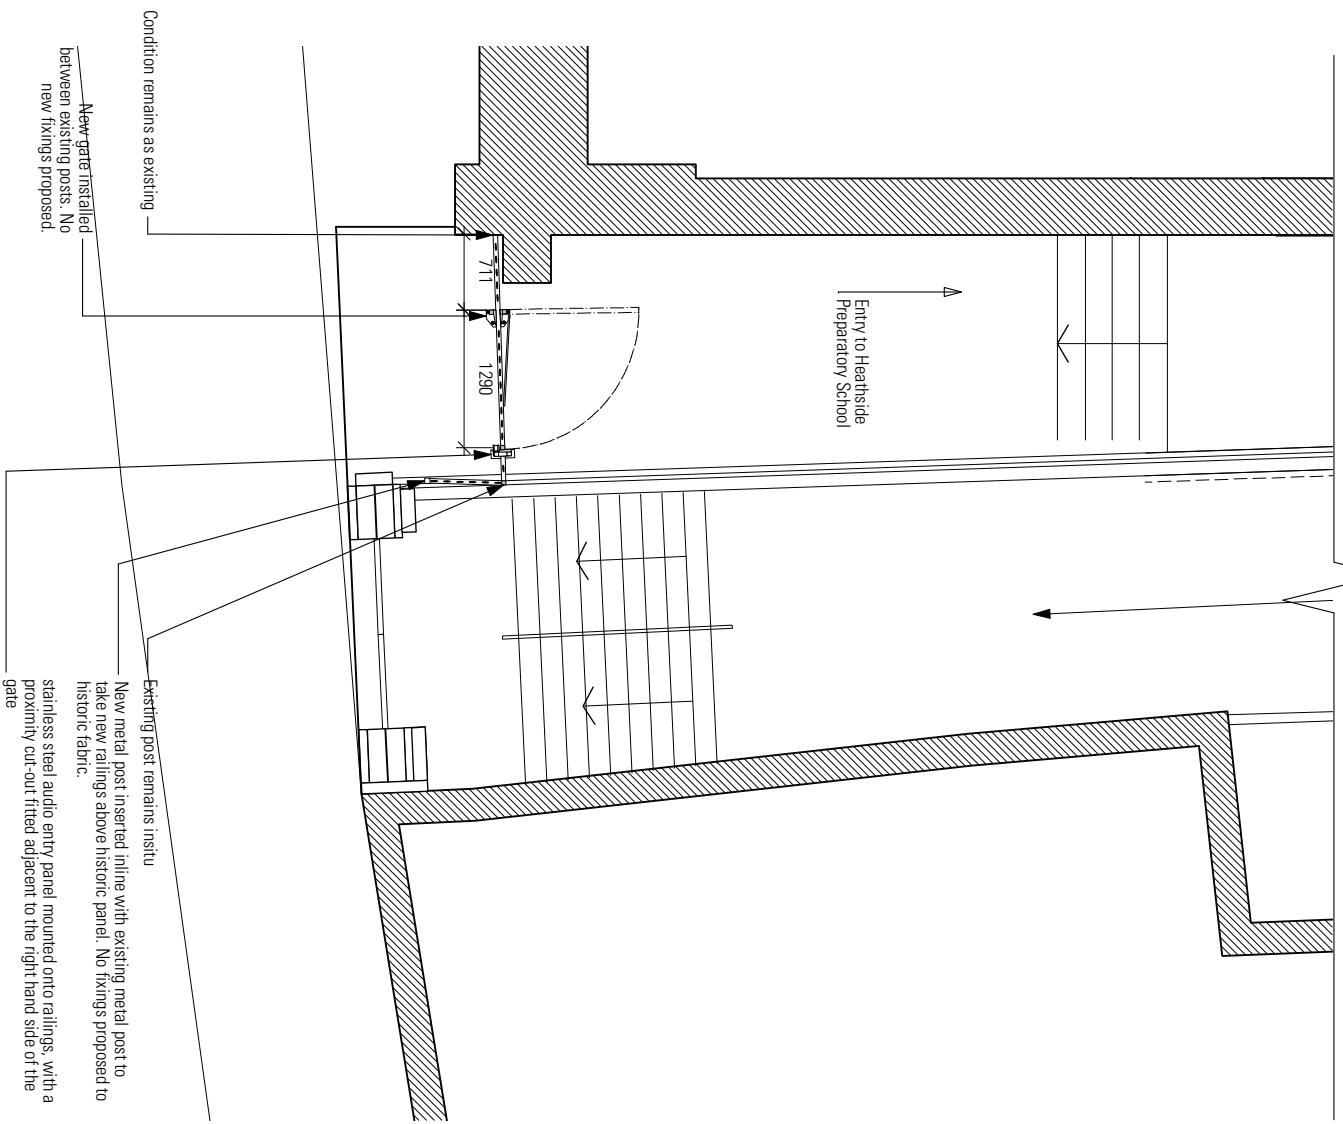 Condition remains as existing
New gate installed
between existing posts. No
new fixings proposed.
711
1290
Entry to Heathside
Preparatory School
Existing post remains insitu
New metal post inserted inline with existing metal post to
take new railings above historic panel. No fixings proposed to
historic fabric.
stainless steel audio entry panel mounted onto railings, with a
proximity cut-out fitted adjacent to the right hand side of the
gate